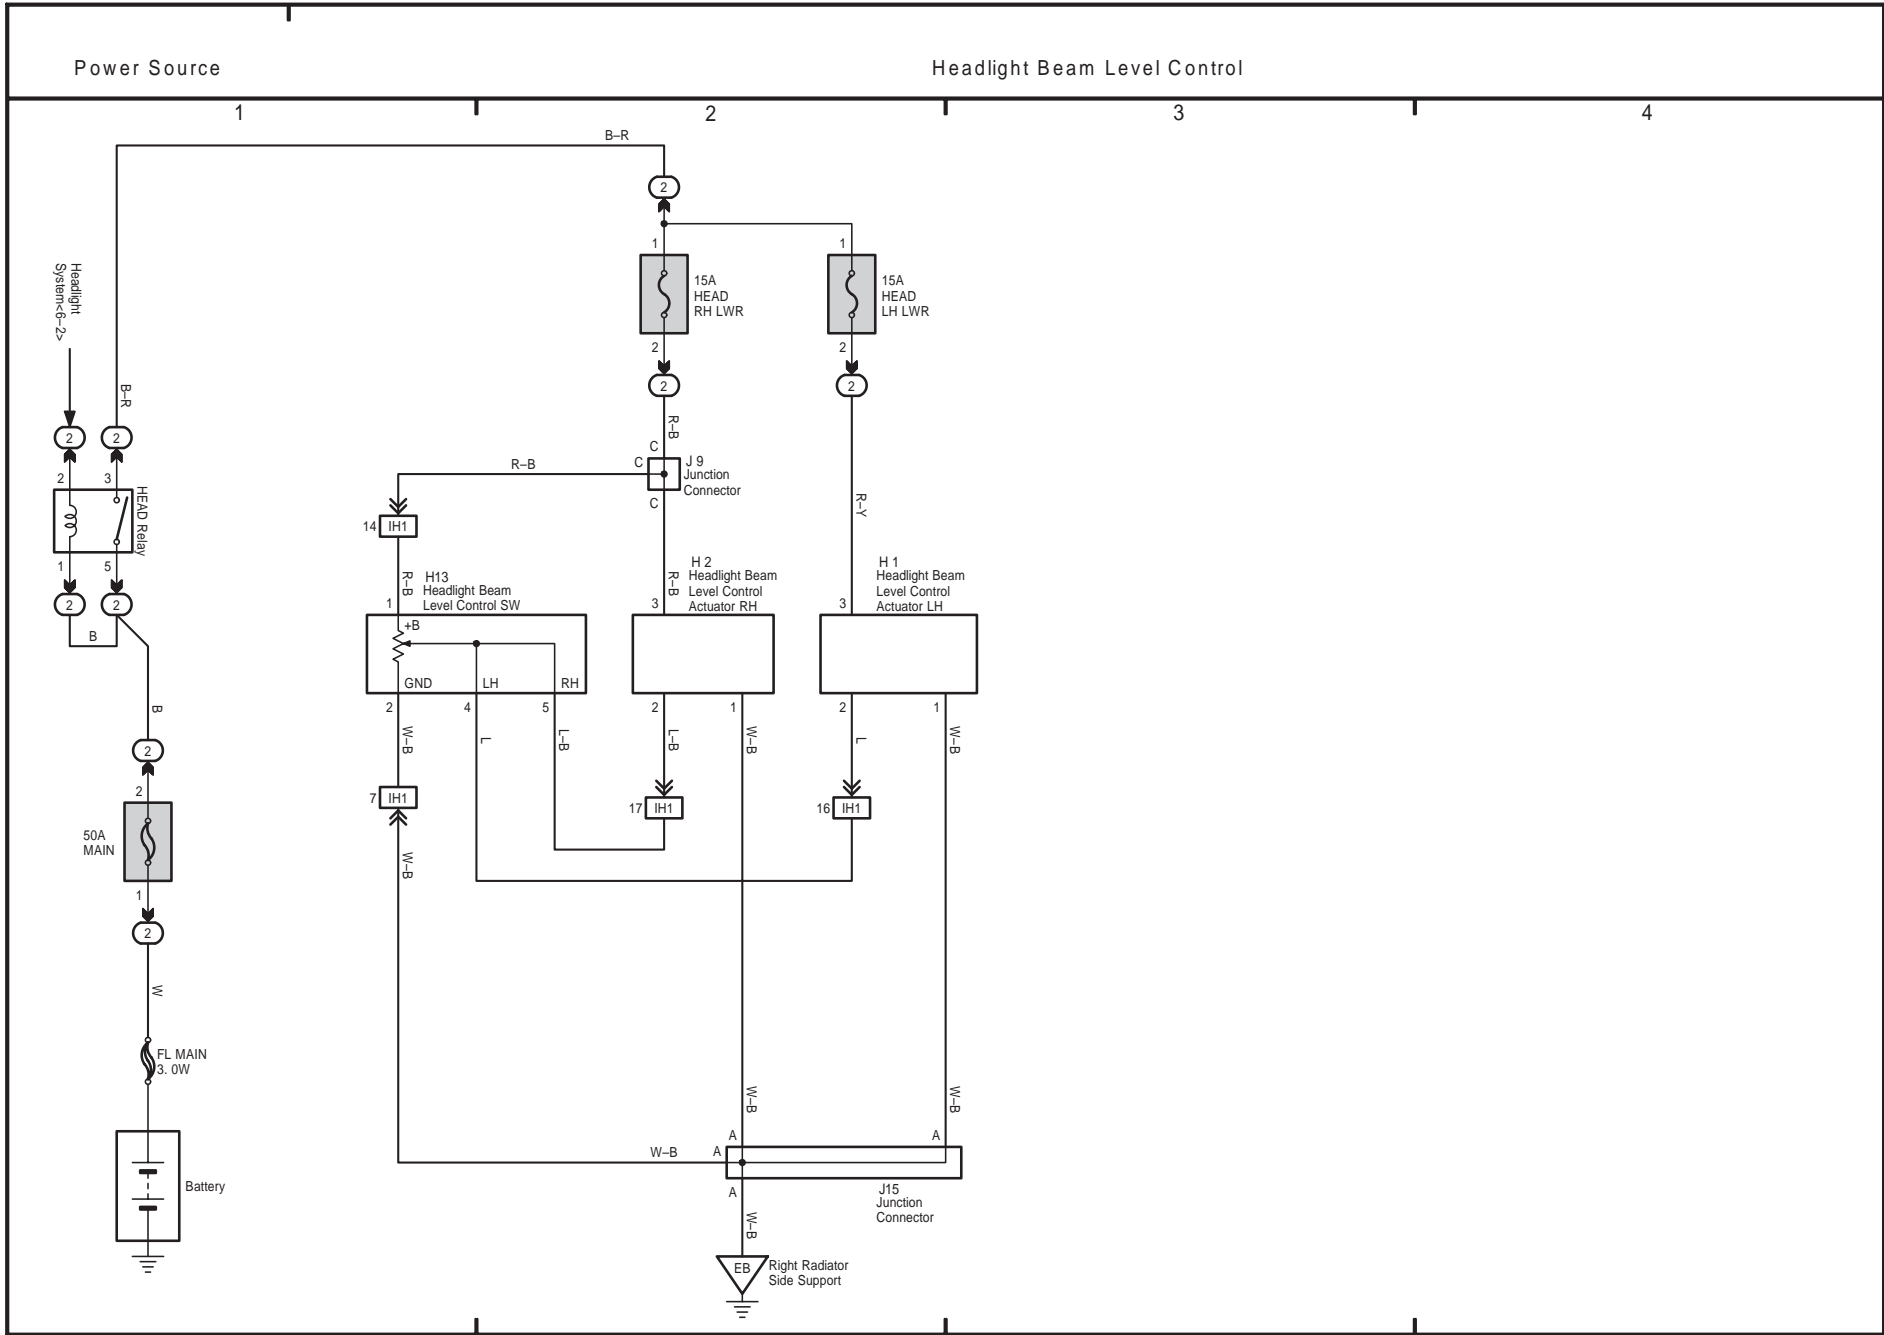 Power Source
Headlight Beam Level Control
1
2
3
4
B–R
2
1
15A
HEAD
RH LWR
2
2
1
15A
HEAD
LH LWR
2
2
Headlight
System<6–2>
B–R
2
2
2
3
HEAD Relay
1
5
2
2
B
B
2
2
50A
MAIN
1
2
W
FL MAIN
3. 0W
Battery
R–B
C
C
J 9
Junction
Connector
C
R–B
14
IH1
R–B
1
H13
Headlight Beam
Level Control SW
+B
GND
LH
RH
2
4
5
W–B
L
L–B
7
IH1
W–B
R–B
3
H 2
Headlight Beam
Level Control
Actuator RH
2
1
L–B
W–B
17
IH1
R–Y
3
H 1
Headlight Beam
Level Control
Actuator LH
2
1
L
W–B
16
IH1
W–B
W–B
W–B
A
A
A
A
J15
Junction
Connector
W–B
EB
Right Radiator
Side Support